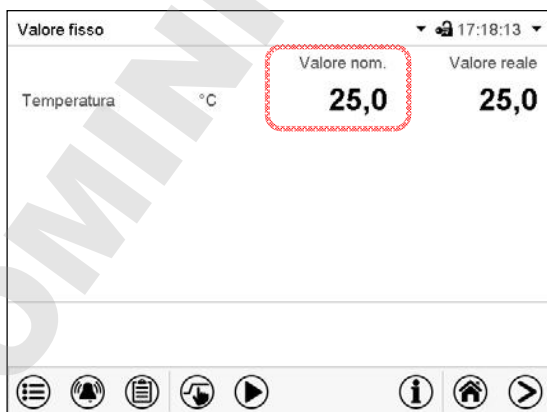 Valore fisso 17:18:13
Valore nom. Valore reale
Temperatura °C 25,0 25,0